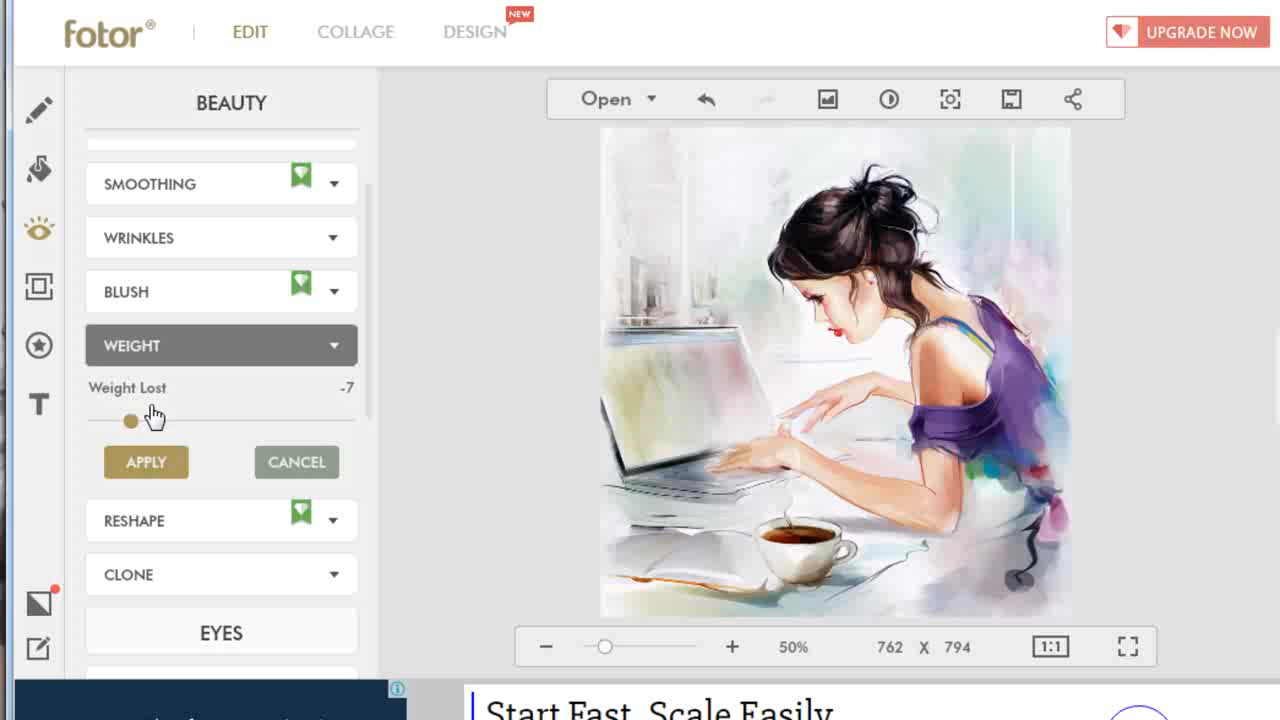 fotor®
EDIT
COLLAGE
DESIGN
NEW
UPGRADE NOW
BEAUTY
Open
SMOOTHING
WRINKLES
BLUSH
WEIGHT
Weight Lost -7
APPLY
CANCEL
RESHAPE
CLONE
EYES
T
50%
762 X 794
1:1
Start Fast. Scale Easily